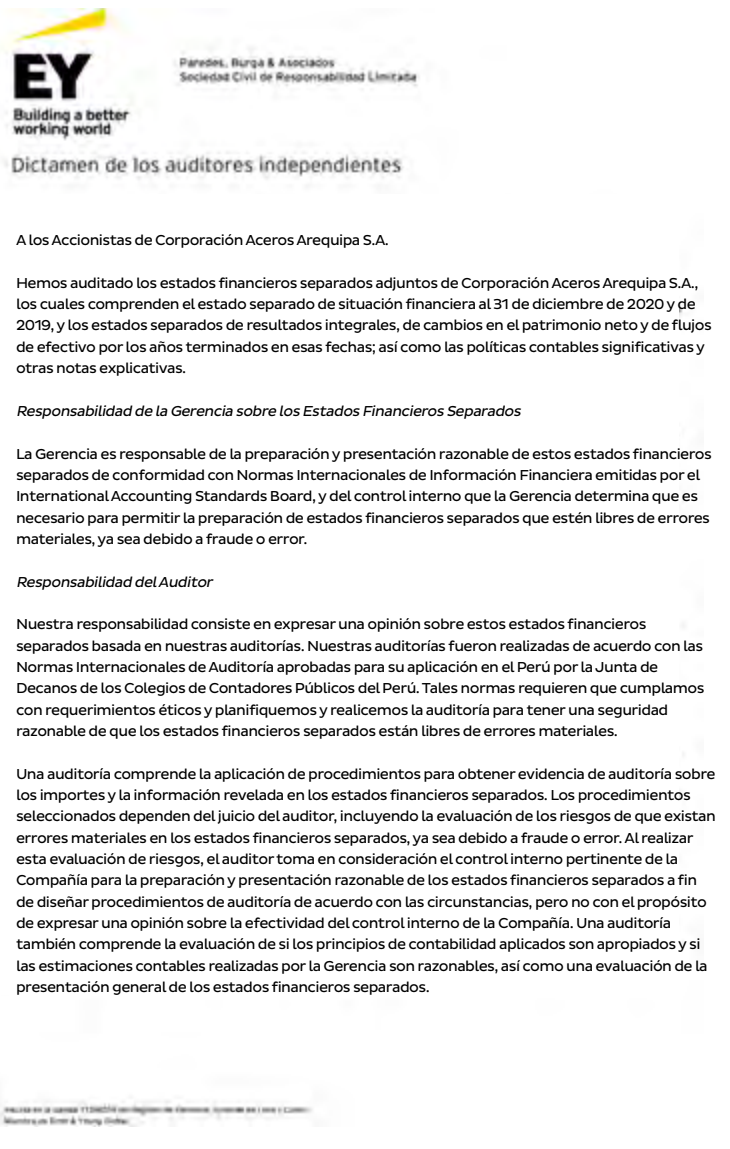 EY
Building a better
working world
Paredes, Burga & Asociados
Sociedad Civil de Responsabilidad Limitada
Dictamen de los auditores independientes
A los Accionistas de Corporación Aceros Arequipa S.A.
Hemos auditado los estados financieros separados adjuntos de Corporación Aceros Arequipa S.A.,
los cuales comprenden el estado separado de situación financiera al 31 de diciembre de 2020 y de
2019, y los estados separados de resultados integrales, de cambios en el patrimonio neto y de flujos
de efectivo por los años terminados en esas fechas; así como las políticas contables significativas y
otras notas explicativas.
Responsabilidad de la Gerencia sobre los Estados Financieros Separados
La Gerencia es responsable de la preparación y presentación razonable de estos estados financieros
separados de conformidad con Normas Internacionales de Información Financiera emitidas por el
International Accounting Standards Board, y del control interno que la Gerencia determina que es
necesario para permitir la preparación de estados financieros separados que estén libres de errores
materiales, ya sea debido a fraude o error.
Responsabilidad del Auditor
Nuestra responsabilidad consiste en expresar una opinión sobre estos estados financieros
separados basada en nuestras auditorías. Nuestras auditorías fueron realizadas de acuerdo con las
Normas Internacionales de Auditoría aprobadas para su aplicación en el Perú por la Junta de
Decanos de los Colegios de Contadores Públicos del Perú. Tales normas requieren que cumplamos
con requerimientos éticos y planifiquemos y realicemos la auditoría para tener una seguridad
razonable de que los estados financieros separados están libres de errores materiales.
Una auditoría comprende la aplicación de procedimientos para obtener evidencia de auditoría sobre
los importes y la información revelada en los estados financieros separados. Los procedimientos
seleccionados dependen del juicio del auditor, incluyendo la evaluación de los riesgos de que existan
errores materiales en los estados financieros separados, ya sea debido a fraude o error. Al realizar
esta evaluación de riesgos, el auditor toma en consideración el control interno pertinente de la
Compañía para la preparación y presentación razonable de los estados financieros separados a fin
de diseñar procedimientos de auditoría de acuerdo con las circunstancias, pero no con el propósito
de expresar una opinión sobre la efectividad del control interno de la Compañía. Una auditoría
también comprende la evaluación de si los principios de contabilidad aplicados son apropiados y si
las estimaciones contables realizadas por la Gerencia son razonables, así como una evaluación de la
presentación general de los estados financieros separados.